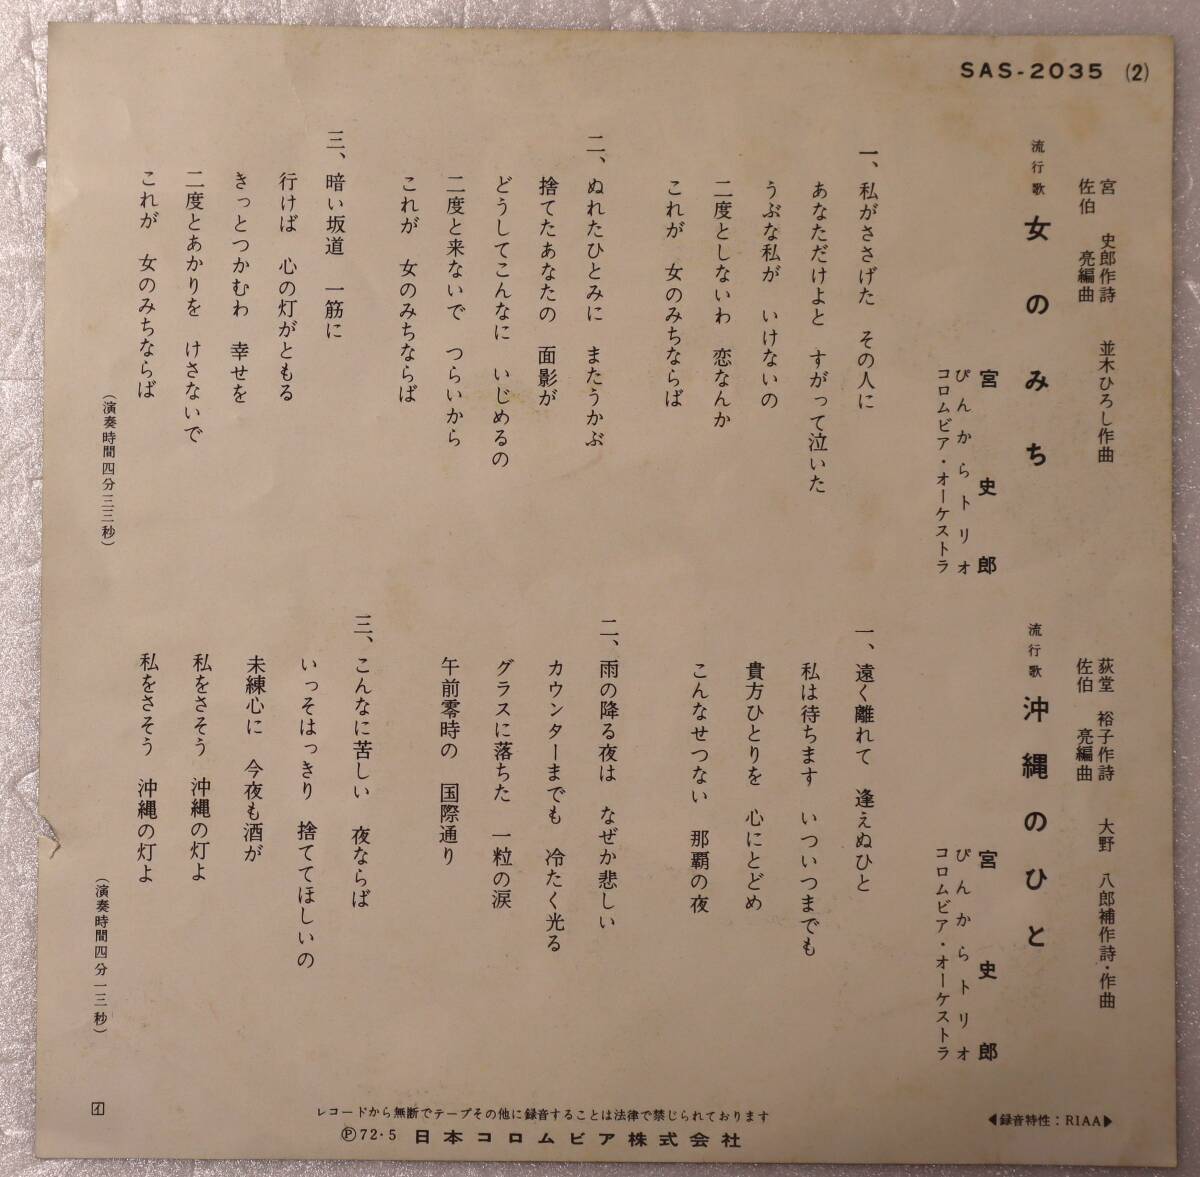 SAS-2035 (2)
宮 史郎作詩 並木ひろし作曲
佐伯 亮編曲
流行歌 女のみち
宮 史 郎
ぴんからトリオ
コロムビア・オーケストラ
一、私がささげた その人に
あなただけよと すがって泣いた
うぶな私が いけないの
二度としないわ 恋なんか
これが 女のみちならば
二、ぬれたひとみに またうかぶ
捨てたあなたの 面影が
どうしてこんなに いじめるの
二度と来ないで つらいから
これが 女のみちならば
三、暗い坂道 一筋に
行けば 心の灯がともる
きっとつかむわ 幸せを
二度とあかりを けさないで
これが 女のみちならば
(演奏時間四分三三秒)
荻堂 裕子作詩 大野 八郎補作詩・作曲
佐伯 亮編曲
流行歌 沖縄のひと
宮 史 郎
ぴんからトリオ
コロムビア・オーケストラ
一、遠く離れて 逢えぬひと
私は待ちます いついつまでも
貴方ひとりを 心にとどめ
こんなせつない 那覇の夜
二、雨の降る夜は なぜか悲しい
カウンターまでも 冷たく光る
グラスに落ちた 一粒の涙
午前零時の 国際通り
三、こんなに苦しい 夜ならば
いっそはっきり 捨ててほしいの
未練心に 今夜も酒が
私をさそう 沖縄の灯よ
私をさそう 沖縄の灯よ
(演奏時間四分一三秒)
イ
レコードから無断でテープその他に録音することは法律で禁じられております
Ⓟ72・5 日本コロムビア株式会社
◀録音特性：RIAA▶